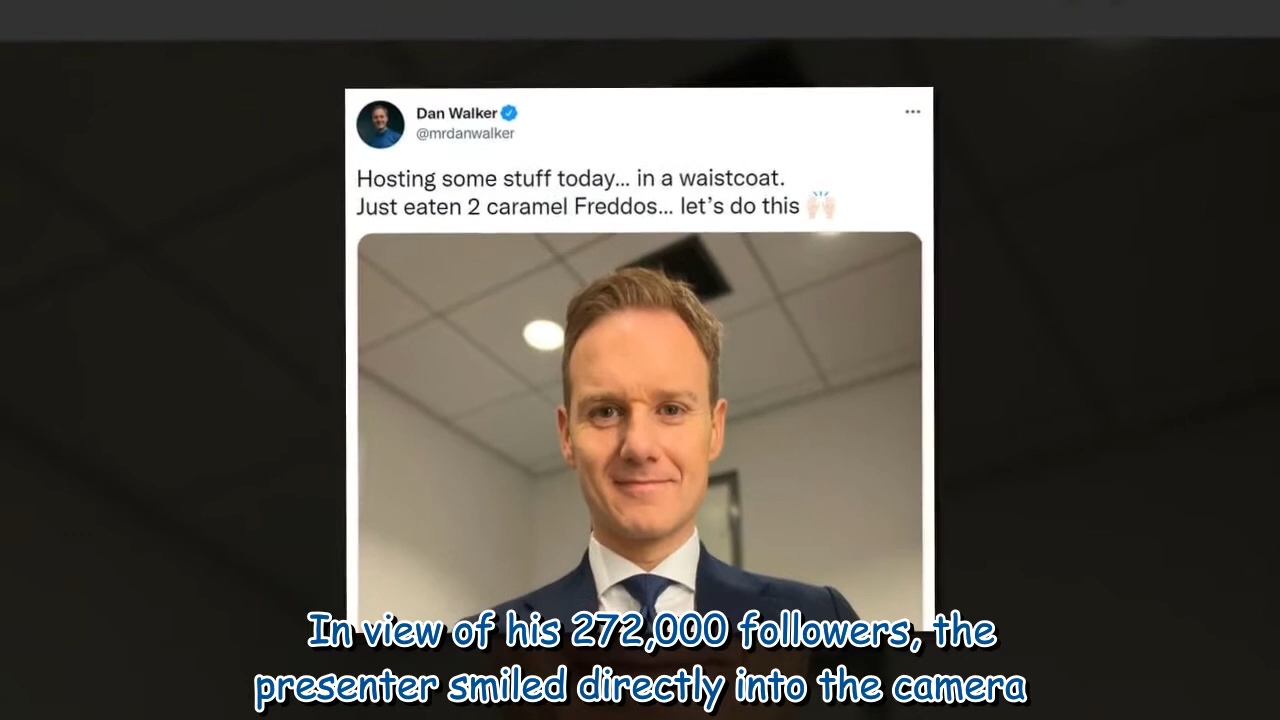 Dan Walker
@mrdanwalker
Hosting some stuff today... in a waistcoat.
Just eaten 2 caramel Freddos... let's do this 🙌🏻
In view of his 272,000 followers, the
presenter smiled directly into the camera